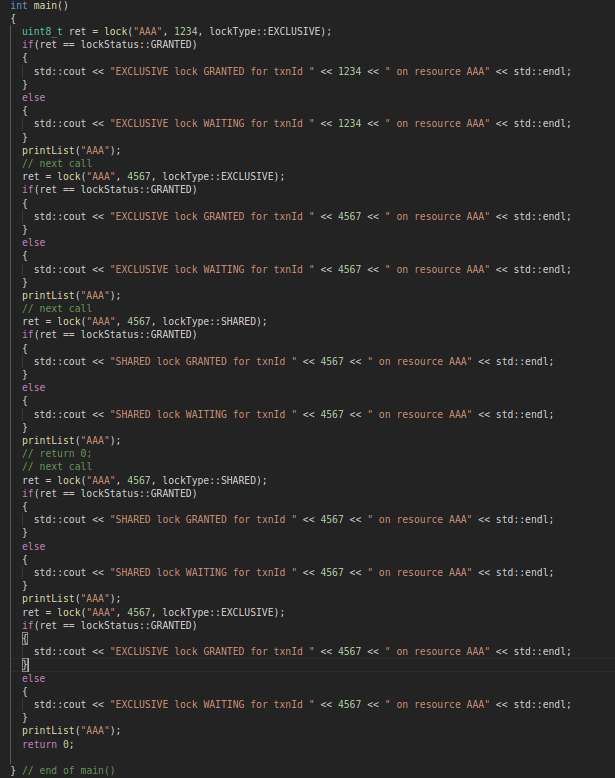 int main()
{
  uint8_t ret = lock("AAA", 1234, lockType::EXCLUSIVE);
  if(ret == lockStatus::GRANTED)
  {
    std::cout << "EXCLUSIVE lock GRANTED for txnId " << 1234 << " on resource AAA" << std::endl;
  }
  else
  {
    std::cout << "EXCLUSIVE lock WAITING for txnId " << 1234 << " on resource AAA" << std::endl;
  }
  printList("AAA");
  // next call
  ret = lock("AAA", 4567, lockType::EXCLUSIVE);
  if(ret == lockStatus::GRANTED)
  {
    std::cout << "EXCLUSIVE lock GRANTED for txnId " << 4567 << " on resource AAA" << std::endl;
  }
  else
  {
    std::cout << "EXCLUSIVE lock WAITING for txnId " << 4567 << " on resource AAA" << std::endl;
  }
  printList("AAA");
  // next call
  ret = lock("AAA", 4567, lockType::SHARED);
  if(ret == lockStatus::GRANTED)
  {
    std::cout << "SHARED lock GRANTED for txnId " << 4567 << " on resource AAA" << std::endl;
  }
  else
  {
    std::cout << "SHARED lock WAITING for txnId " << 4567 << " on resource AAA" << std::endl;
  }
  printList("AAA");
  // return 0;
  // next call
  ret = lock("AAA", 4567, lockType::SHARED);
  if(ret == lockStatus::GRANTED)
  {
    std::cout << "SHARED lock GRANTED for txnId " << 4567 << " on resource AAA" << std::endl;
  }
  else
  {
    std::cout << "SHARED lock WAITING for txnId " << 4567 << " on resource AAA" << std::endl;
  }
  printList("AAA");
  ret = lock("AAA", 4567, lockType::EXCLUSIVE);
  if(ret == lockStatus::GRANTED)
  {
    std::cout << "EXCLUSIVE lock GRANTED for txnId " << 4567 << " on resource AAA" << std::endl;
  }
  else
  {
    std::cout << "EXCLUSIVE lock WAITING for txnId " << 4567 << " on resource AAA" << std::endl;
  }
  printList("AAA");
  return 0;

} // end of main()